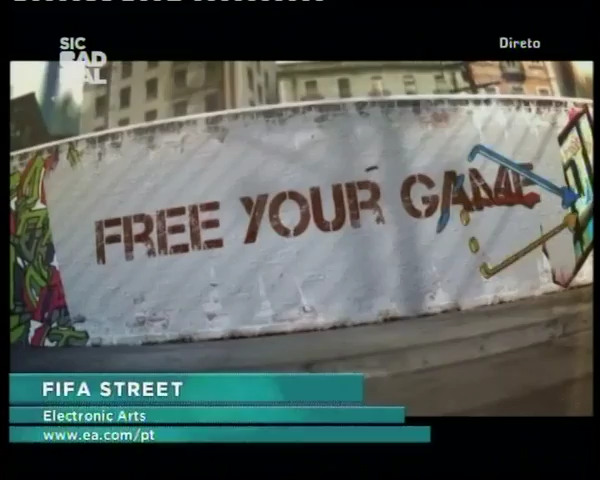 SIC
RADICAL
Direto
FREE YOUR GAME
FIFA STREET
Electronic Arts
www.ea.com/pt